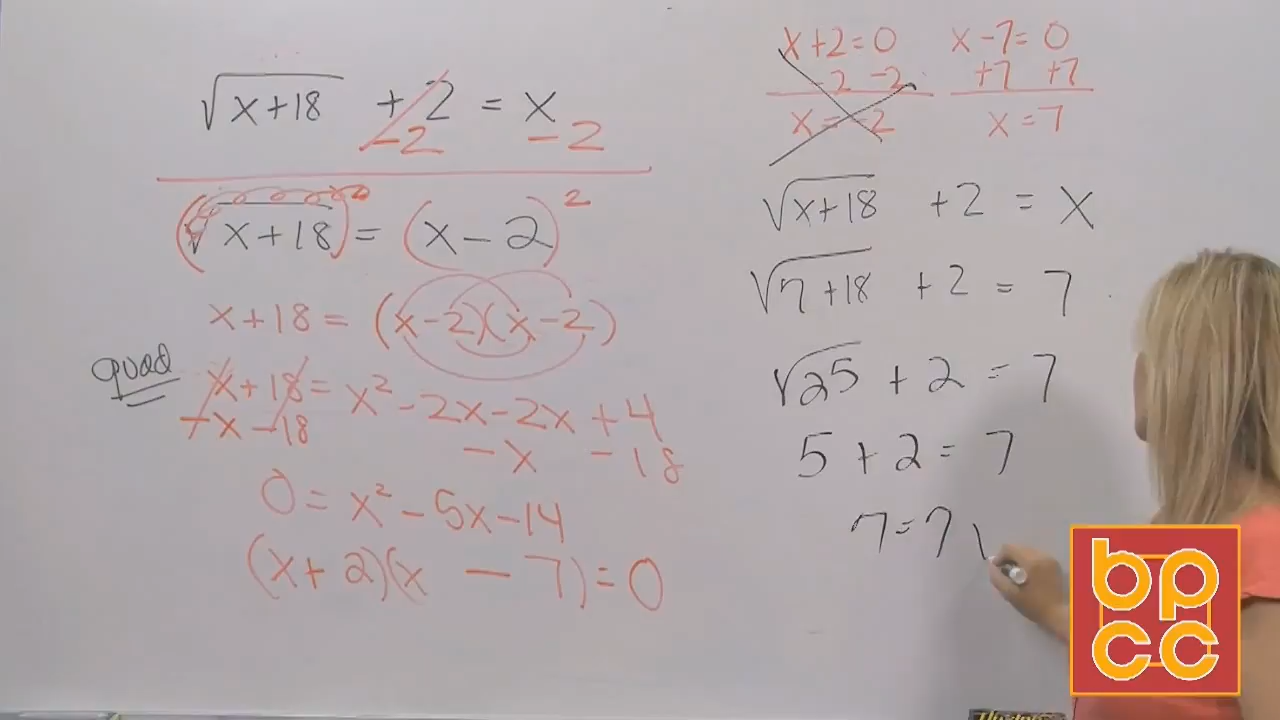 √x+18 + 2 = x
-2 -2
(√x+18) = (x - 2)²
x+18 = (x-2)(x-2)
quad
x+18 = x² - 2x - 2x + 4
-x -18 -x -18
0 = x² - 5x - 14
(x+2)(x - 7) = 0
x+2=0 x-7=0
-2 -2 +7 +7
x = -2 x = 7
√x+18 + 2 = x
√7+18 + 2 = 7
√25 + 2 = 7
5 + 2 = 7
7 = 7
bp
cc